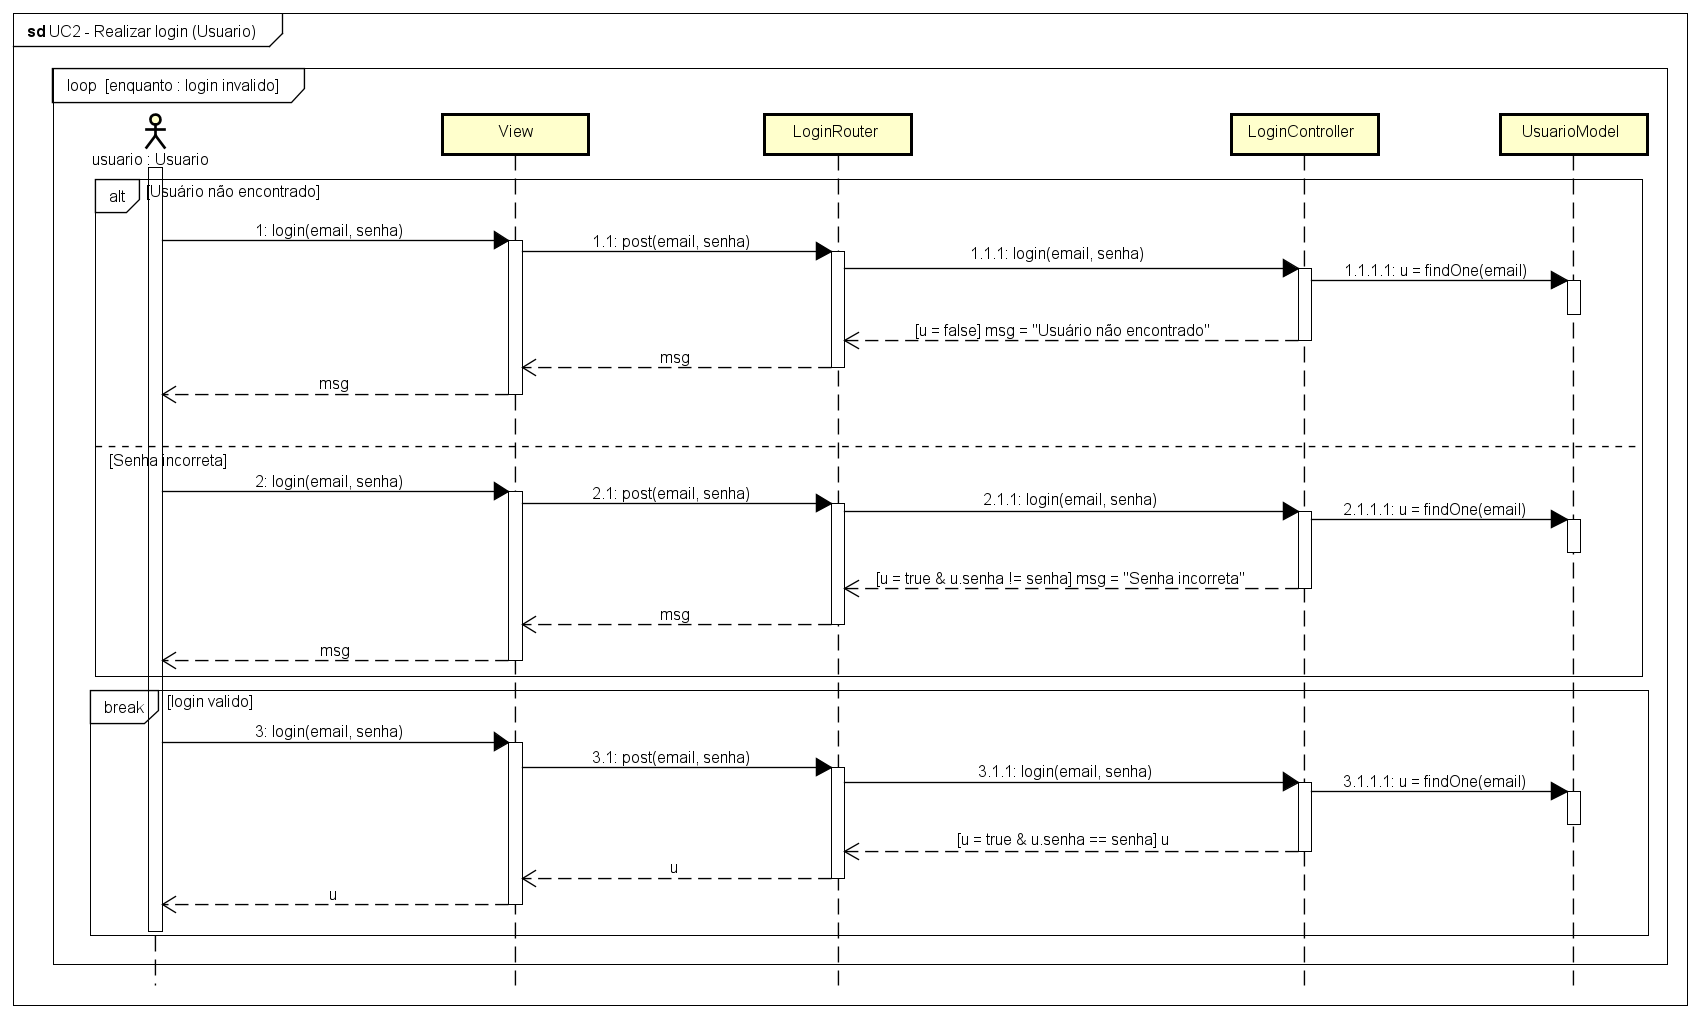 sd UC2 - Realizar login (Usuario)
loop [enquanto : login invalido]
usuario : Usuario
View
LoginRouter
LoginController
UsuarioModel
alt [Usuário não encontrado]
1: login(email, senha)
1.1: post(email, senha)
1.1.1: login(email, senha)
1.1.1.1: u = findOne(email)
[u = false] msg = "Usuário não encontrado"
msg
msg
[Senha incorreta]
2: login(email, senha)
2.1: post(email, senha)
2.1.1: login(email, senha)
2.1.1.1: u = findOne(email)
[u = true & u.senha != senha] msg = "Senha incorreta"
msg
msg
break [login valido]
3: login(email, senha)
3.1: post(email, senha)
3.1.1: login(email, senha)
3.1.1.1: u = findOne(email)
[u = true & u.senha == senha] u
u
u